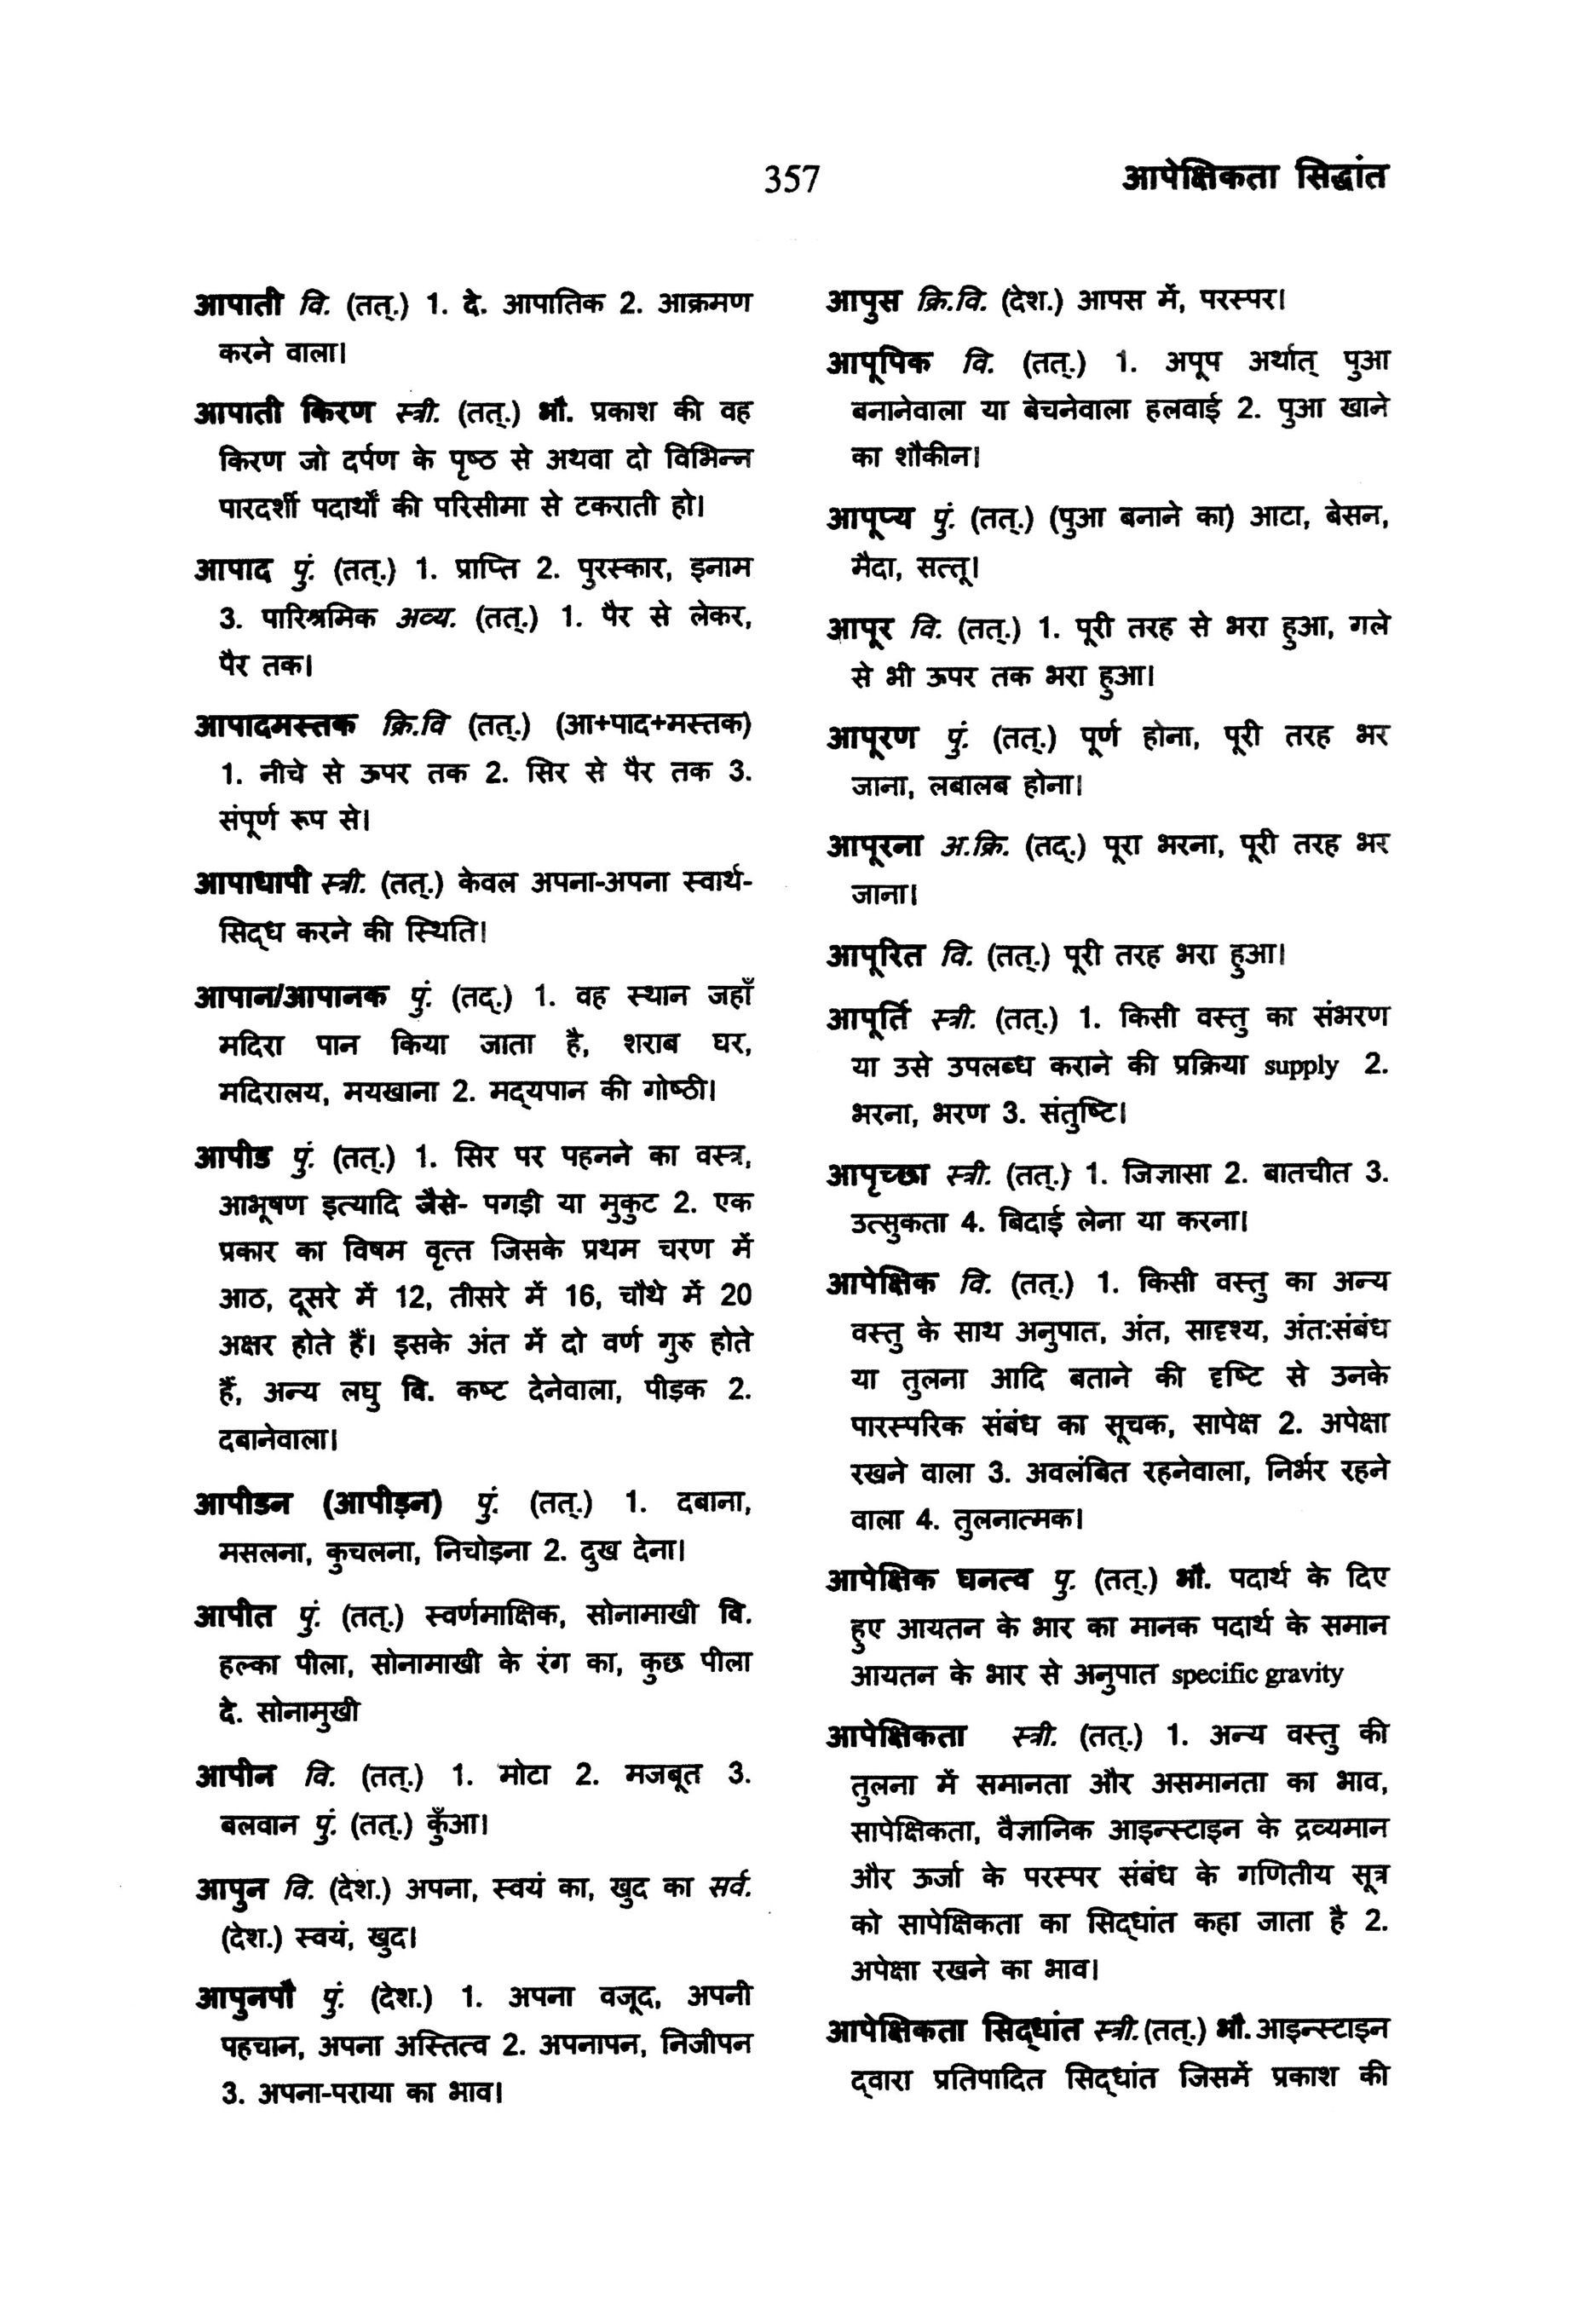 357
आपेक्षिकता सिद्धांत
आपाती वि. (तत्.) 1. दे. आपातिक 2. आक्रमण
करने वाला।
आपाती किरण स्त्री. (तत्.) भौ. प्रकाश की वह
किरण जो दर्पण के पृष्ठ से अथवा दो विभिन्न
पारदर्शी पदार्थों की परिसीमा से टकराती हो।
आपाद पुं. (तत्.) 1. प्राप्ति 2. पुरस्कार, इनाम
3. पारिश्रमिक अव्य. (तत्.) 1. पैर से लेकर,
पैर तक।
आपादमस्तक क्रि.वि (तत्.) (आ+पाद+मस्तक)
1. नीचे से ऊपर तक 2. सिर से पैर तक 3.
संपूर्ण रूप से।
आपाधापी स्त्री. (तत्.) केवल अपना-अपना स्वार्थ-
सिद्ध करने की स्थिति।
आपान/आपानक पुं. (तद्.) 1. वह स्थान जहाँ
मदिरा पान किया जाता है, शराब घर,
मदिरालय, मयखाना 2. मद्यपान की गोष्ठी।
आपीड पुं. (तत्.) 1. सिर पर पहनने का वस्त्र,
आभूषण इत्यादि जैसे- पगड़ी या मुकुट 2. एक
प्रकार का विषम वृत्त जिसके प्रथम चरण में
आठ, दूसरे में 12, तीसरे में 16, चौथे में 20
अक्षर होते हैं। इसके अंत में दो वर्ण गुरु होते
हैं, अन्य लघु वि. कष्ट देनेवाला, पीड़क 2.
दबानेवाला।
आपीडन (आपीड़न) पुं. (तत्.) 1. दबाना,
मसलना, कुचलना, निचोड़ना 2. दुख देना।
आपीत पुं. (तत्.) स्वर्णमाक्षिक, सोनामाखी वि.
हल्का पीला, सोनामाखी के रंग का, कुछ पीला
दे. सोनामुखी
आपीन वि. (तत्.) 1. मोटा 2. मजबूत 3.
बलवान पुं. (तत्.) कुँआ।
आपुन वि. (देश.) अपना, स्वयं का, खुद का सर्व.
(देश.) स्वयं, खुद।
आपुनपौ पुं. (देश.) 1. अपना वजूद, अपनी
पहचान, अपना अस्तित्व 2. अपनापन, निजीपन
3. अपना-पराया का भाव।
आपुस क्रि.वि. (देश.) आपस में, परस्पर।
आपूपिक वि. (तत्.) 1. अपूप अर्थात् पुआ
बनानेवाला या बेचनेवाला हलवाई 2. पुआ खाने
का शौकीन।
आपूप्य पुं. (तत्.) (पुआ बनाने का) आटा, बेसन,
मैदा, सत्तू।
आपूर वि. (तत्.) 1. पूरी तरह से भरा हुआ, गले
से भी ऊपर तक भरा हुआ।
आपूरण पुं. (तत्.) पूर्ण होना, पूरी तरह भर
जाना, लबालब होना।
आपूरना अ.क्रि. (तद्.) पूरा भरना, पूरी तरह भर
जाना।
आपूरित वि. (तत्.) पूरी तरह भरा हुआ।
आपूर्ति स्त्री. (तत्.) 1. किसी वस्तु का संभरण
या उसे उपलब्ध कराने की प्रक्रिया supply 2.
भरना, भरण 3. संतुष्टि।
आपृच्छा स्त्री. (तत्.) 1. जिज्ञासा 2. बातचीत 3.
उत्सुकता 4. बिदाई लेना या करना।
आपेक्षिक वि. (तत्.) 1. किसी वस्तु का अन्य
वस्तु के साथ अनुपात, अंत, सादृश्य, अंत:संबंध
या तुलना आदि बताने की दृष्टि से उनके
पारस्परिक संबंध का सूचक, सापेक्ष 2. अपेक्षा
रखने वाला 3. अवलंबित रहनेवाला, निर्भर रहने
वाला 4. तुलनात्मक।
आपेक्षिक घनत्व पु. (तत्.) भौ. पदार्थ के दिए
हुए आयतन के भार का मानक पदार्थ के समान
आयतन के भार से अनुपात specific gravity
आपेक्षिकता स्त्री. (तत्.) 1. अन्य वस्तु की
तुलना में समानता और असमानता का भाव,
सापेक्षिकता, वैज्ञानिक आइन्स्टाइन के द्रव्यमान
और ऊर्जा के परस्पर संबंध के गणितीय सूत्र
को सापेक्षिकता का सिद्धांत कहा जाता है 2.
अपेक्षा रखने का भाव।
आपेक्षिकता सिद्धांत स्त्री. (तत्.) भौ. आइन्स्टाइन
द्वारा प्रतिपादित सिद्धांत जिसमें प्रकाश की